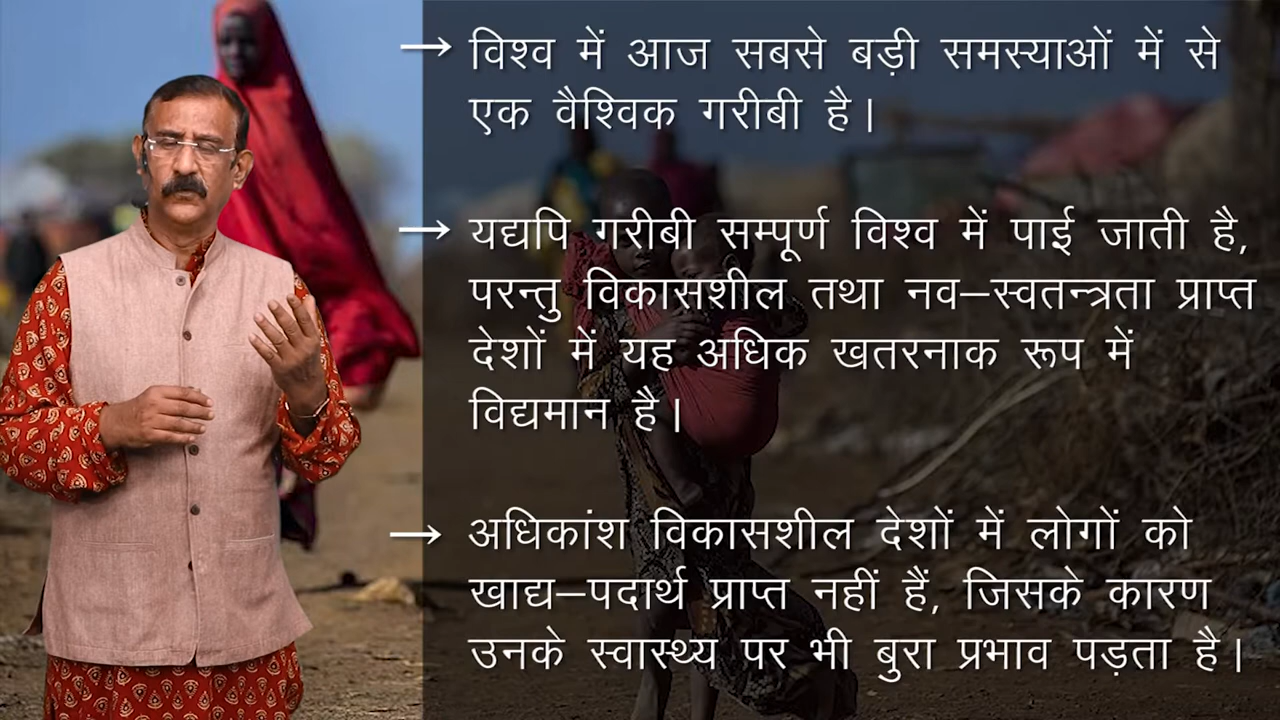 → विश्व में आज सबसे बड़ी समस्याओं में से
एक वैश्विक गरीबी है।
→ यद्यपि गरीबी सम्पूर्ण विश्व में पाई जाती है,
परन्तु विकासशील तथा नव–स्वतन्त्रता प्राप्त
देशों में यह अधिक खतरनाक रूप में
विद्यमान है।
→ अधिकांश विकासशील देशों में लोगों को
खाद्य–पदार्थ प्राप्त नहीं हैं, जिसके कारण
उनके स्वास्थ्य पर भी बुरा प्रभाव पड़ता है।